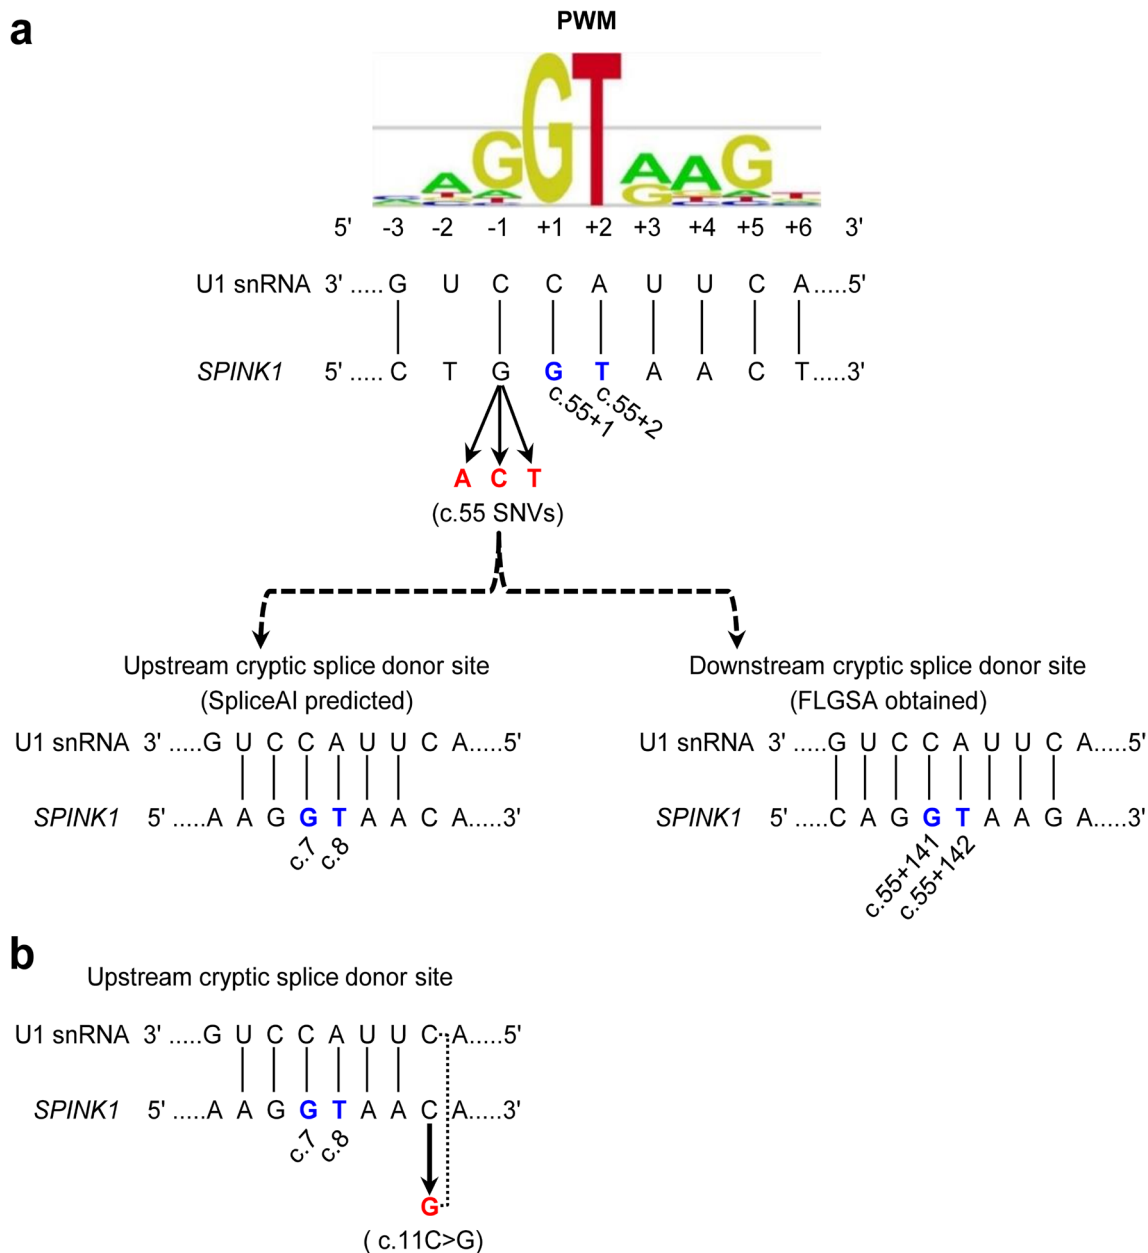 a
PWM
5' -3 -2 -1 +1 +2 +3 +4 +5 +6 3'
U1 snRNA 3' .....G U C C A U U C A.....5'
SPINK1 5' .....C T G G T A A C T.....3'
c.55+1 c.55+2
A C T
(c.55 SNVs)
Upstream cryptic splice donor site
(SpliceAI predicted)
U1 snRNA 3' .....G U C C A U U C A.....5'
SPINK1 5' .....A A G G T A A C A.....3'
c.7 c.8
Downstream cryptic splice donor site
(FLGSA obtained)
U1 snRNA 3' .....G U C C A U U C A.....5'
SPINK1 5' .....C A G G T A A G A.....3'
c.55+141 c.55+142
b
Upstream cryptic splice donor site
U1 snRNA 3' .....G U C C A U U C A.....5'
SPINK1 5' .....A A G G T A A C A.....3'
c.7 c.8
G
( c.11C>G)